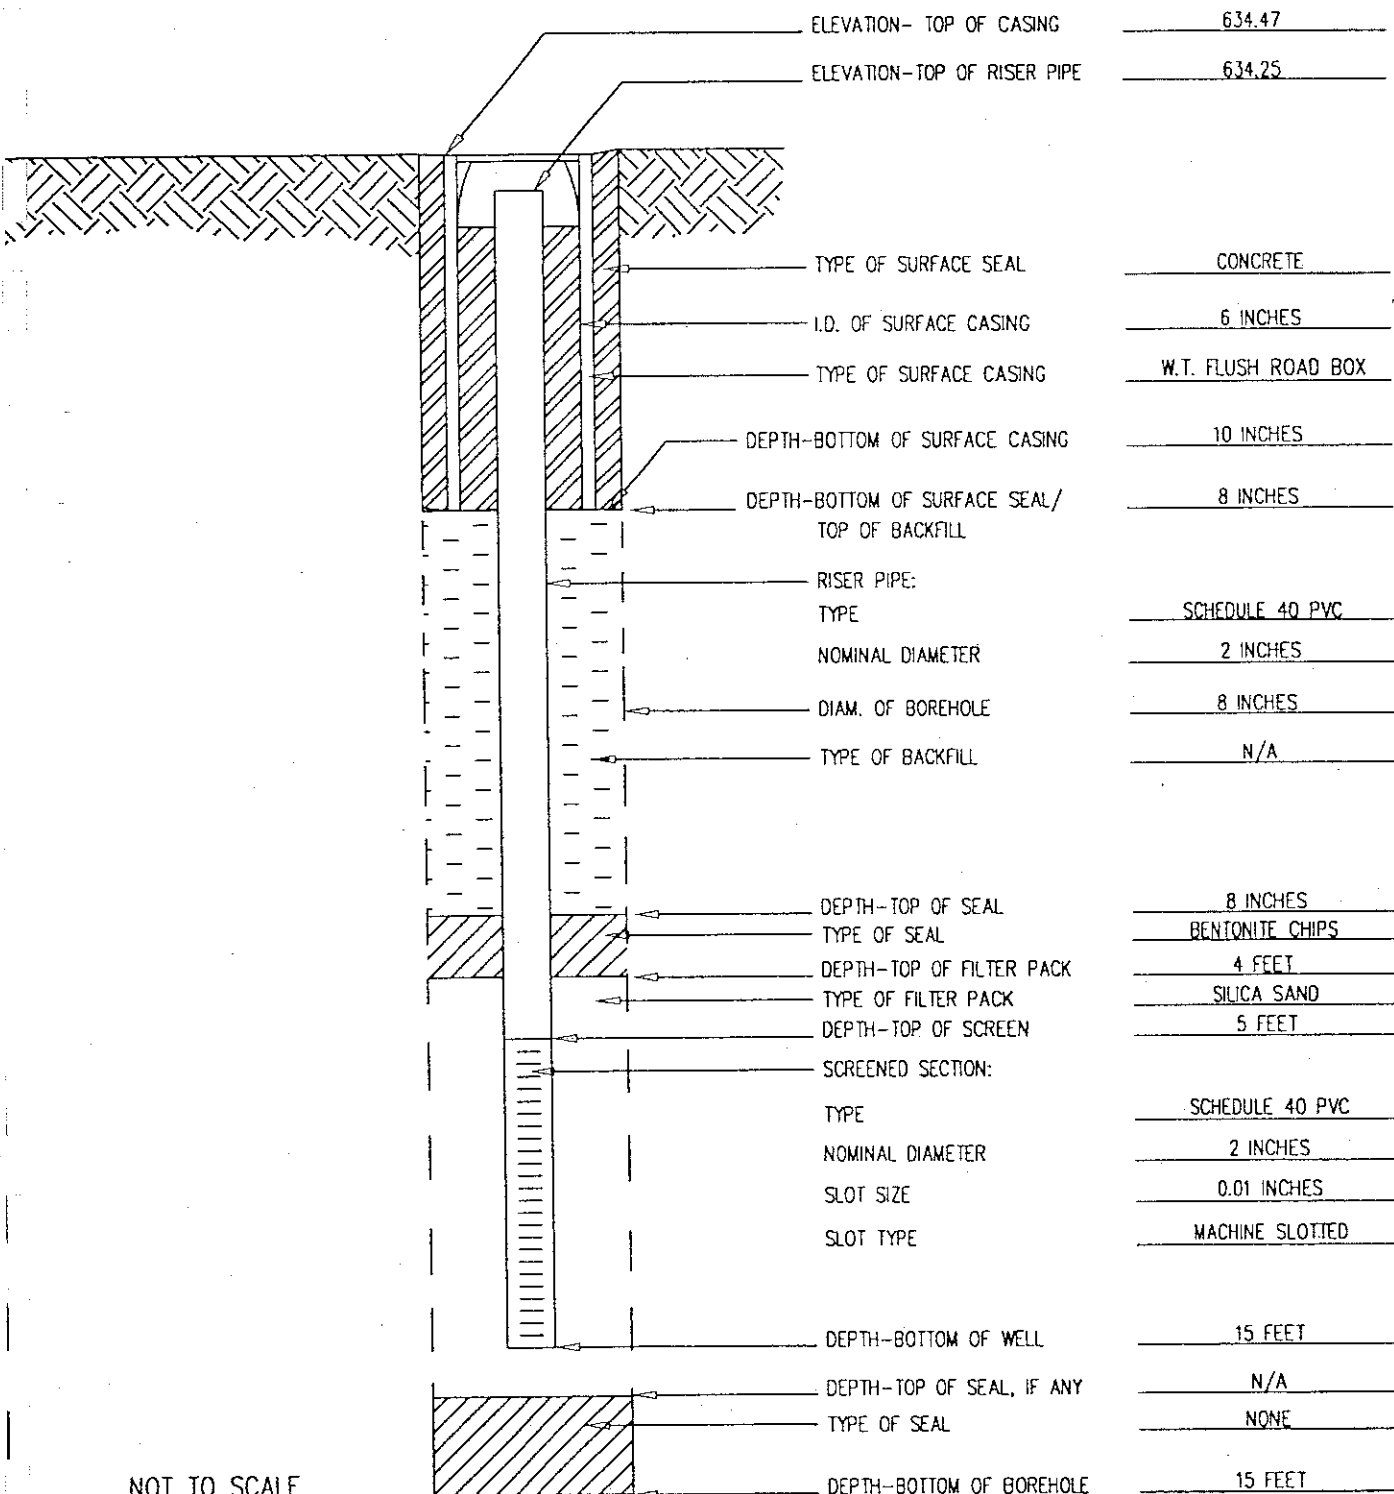 ELEVATION- TOP OF CASING 634.47
ELEVATION-TOP OF RISER PIPE 634.25
TYPE OF SURFACE SEAL CONCRETE
I.D. OF SURFACE CASING 6 INCHES
TYPE OF SURFACE CASING W.T. FLUSH ROAD BOX
DEPTH-BOTTOM OF SURFACE CASING 10 INCHES
DEPTH-BOTTOM OF SURFACE SEAL/ 8 INCHES
TOP OF BACKFILL
RISER PIPE:
TYPE SCHEDULE 40 PVC
NOMINAL DIAMETER 2 INCHES
DIAM. OF BOREHOLE 8 INCHES
TYPE OF BACKFILL N/A
DEPTH-TOP OF SEAL 8 INCHES
TYPE OF SEAL BENTONITE CHIPS
DEPTH-TOP OF FILTER PACK 4 FEET
TYPE OF FILTER PACK SILICA SAND
DEPTH-TOP OF SCREEN 5 FEET
SCREENED SECTION:
TYPE SCHEDULE 40 PVC
NOMINAL DIAMETER 2 INCHES
SLOT SIZE 0.01 INCHES
SLOT TYPE MACHINE SLOTTED
DEPTH-BOTTOM OF WELL 15 FEET
DEPTH-TOP OF SEAL, IF ANY N/A
TYPE OF SEAL NONE
NOT TO SCALE DEPTH-BOTTOM OF BOREHOLE 15 FEET